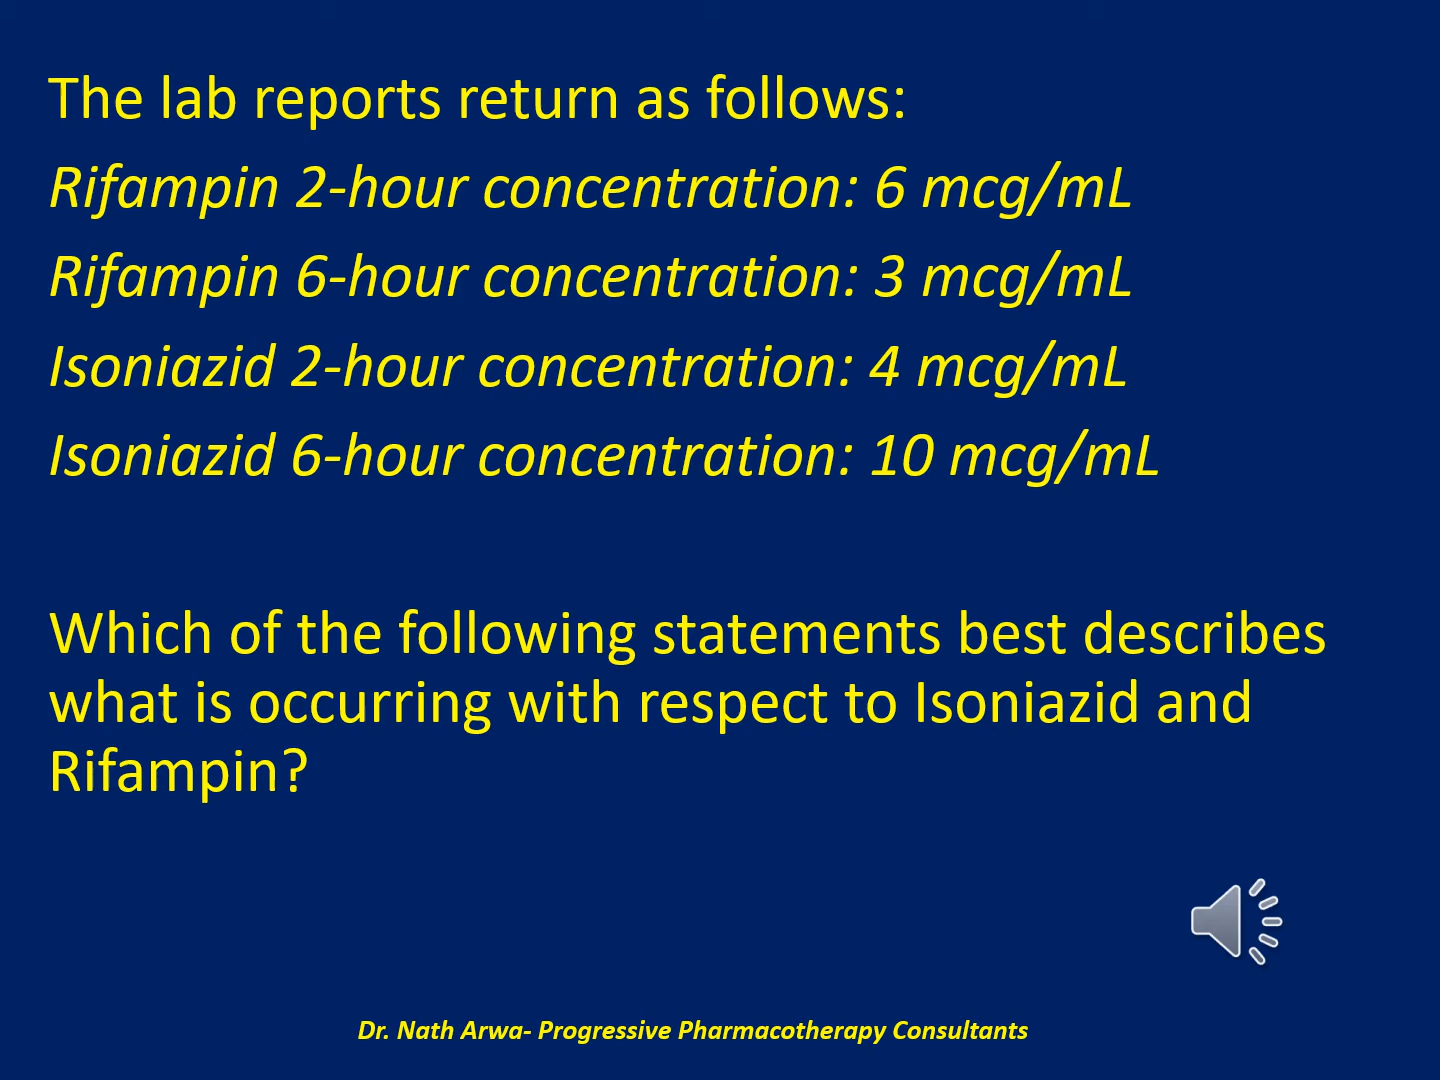 The lab reports return as follows:
Rifampin 2-hour concentration: 6 mcg/mL
Rifampin 6-hour concentration: 3 mcg/mL
Isoniazid 2-hour concentration: 4 mcg/mL
Isoniazid 6-hour concentration: 10 mcg/mL
Which of the following statements best describes
what is occurring with respect to Isoniazid and
Rifampin?
Dr. Nath Arwa- Progressive Pharmacotherapy Consultants